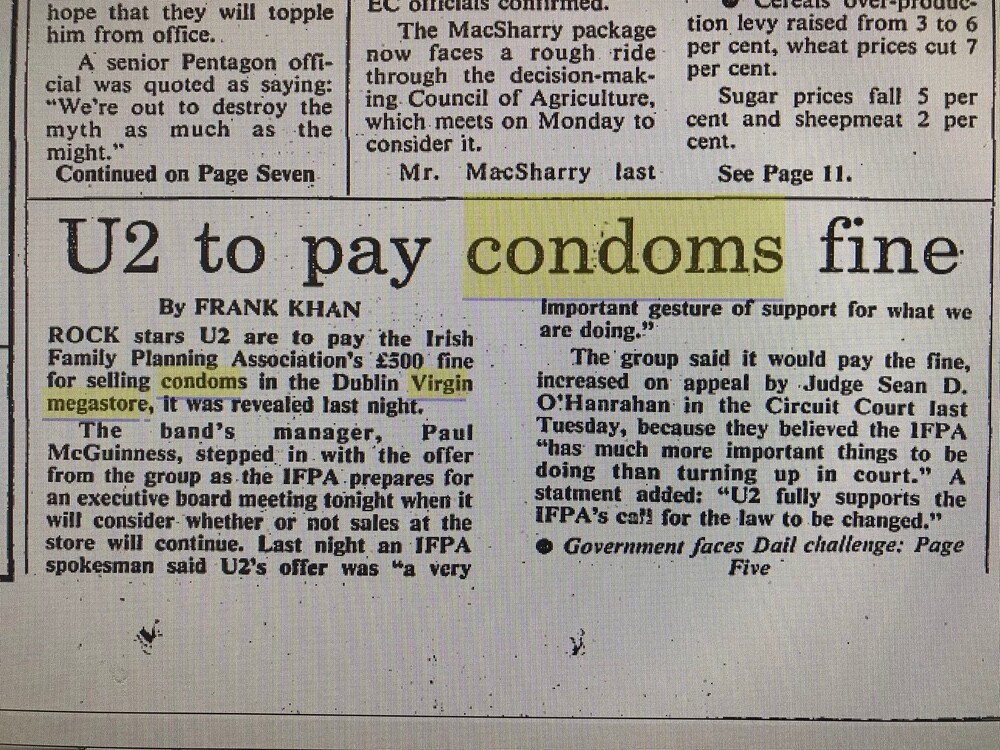 hope that they will topple
him from office.
A senior Pentagon offi-
cial was quoted as saying:
"We're out to destroy the
myth as much as the
might."
Continued on Page Seven
EC officials confirmed.
The MacSharry package
now faces a rough ride
through the decision-mak-
ing Council of Agriculture,
which meets on Monday to
consider it.
Mr. MacSharry last
● Cereals over-produc-
tion levy raised from 3 to 6
per cent, wheat prices cut 7
per cent.
Sugar prices fall 5 per
cent and sheepmeat 2 per
cent.
See Page 11.
U2 to pay condoms fine
By FRANK KHAN
ROCK stars U2 are to pay the Irish
Family Planning Association's £500 fine
for selling condoms in the Dublin Virgin
megastore, it was revealed last night.
The band's manager, Paul
McGuinness, stepped in with the offer
from the group as the IFPA prepares for
an executive board meeting tonight when it
will consider whether or not sales at the
store will continue. Last night an IFPA
spokesman said U2's offer was "a very
important gesture of support for what we
are doing."
The group said it would pay the fine,
increased on appeal by Judge Sean D.
O'Hanrahan in the Circuit Court last
Tuesday, because they believed the IFPA
"has much more important things to be
doing than turning up in court." A
statment added: "U2 fully supports the
IFPA's call for the law to be changed."
● Government faces Dail challenge: Page
Five